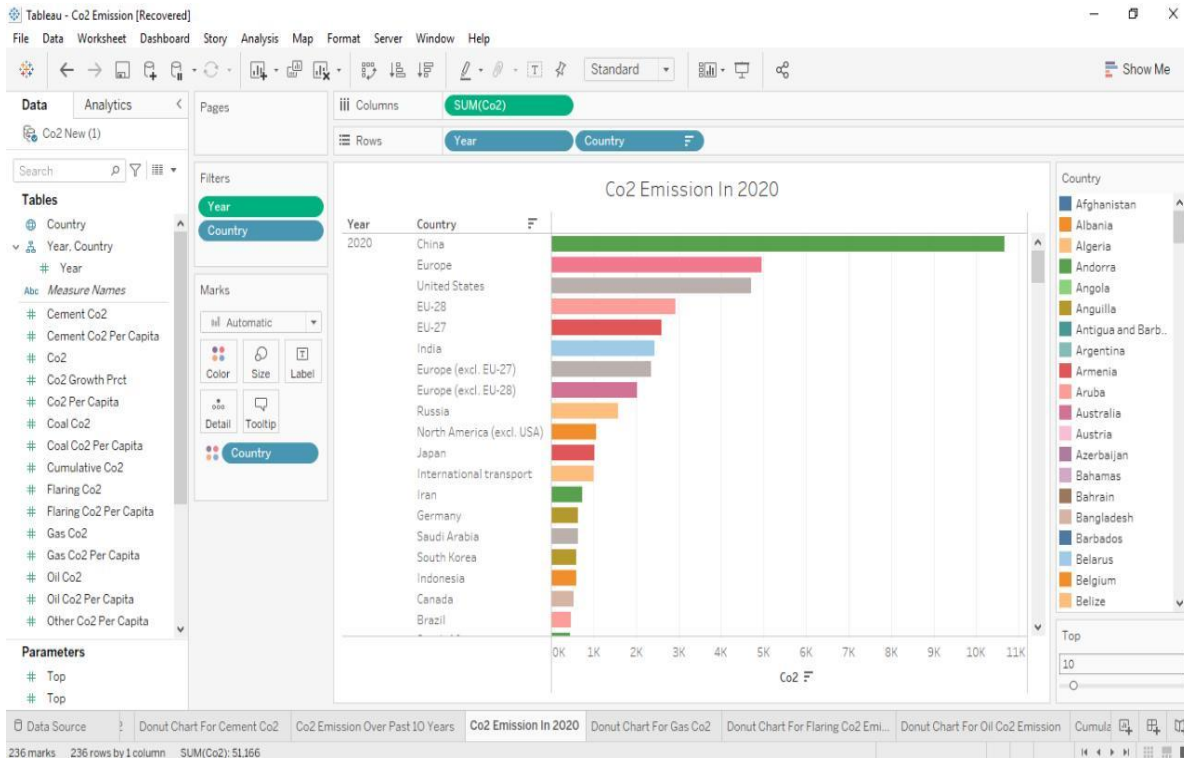 Tableau - Co2 Emission [Recovered]
File Data Worksheet Dashboard Story Analysis Map Format Server Window Help
Standard
Show Me
Data Analytics
Co2 New (1)
Search
Tables
Country
Year, Country
Year
Abc Measure Names
Cement Co2
Cement Co2 Per Capita
Co2
Co2 Growth Prct
Co2 Per Capita
Coal Co2
Coal Co2 Per Capita
Cumulative Co2
Flaring Co2
Flaring Co2 Per Capita
Gas Co2
Gas Co2 Per Capita
Oil Co2
Oil Co2 Per Capita
Other Co2 Per Capita
Parameters
Top
Top
Pages
Filters
Year
Country
Marks
Automatic
Color Size Label
Detail Tooltip
Country
Columns SUM(Co2)
Rows Year Country
Co2 Emission In 2020
Year Country
2020 China
Europe
United States
EU-28
EU-27
India
Europe (excl. EU-27)
Europe (excl. EU-28)
Russia
North America (excl. USA)
Japan
International transport
Iran
Germany
Saudi Arabia
South Korea
Indonesia
Canada
Brazil
0K 1K 2K 3K 4K 5K 6K 7K 8K 9K 10K 11K
Co2
Country
Afghanistan
Albania
Algeria
Andorra
Angola
Anguilla
Antigua and Barb..
Argentina
Armenia
Aruba
Australia
Austria
Azerbaijan
Bahamas
Bahrain
Bangladesh
Barbados
Belarus
Belgium
Belize
Top
10
Data Source Donut Chart For Cement Co2 Co2 Emission Over Past 10 Years Co2 Emission In 2020 Donut Chart For Gas Co2 Donut Chart For Flaring Co2 Emi... Donut Chart For Oil Co2 Emission Cumula
236 marks 236 rows by 1 column SUM(Co2): 51,166